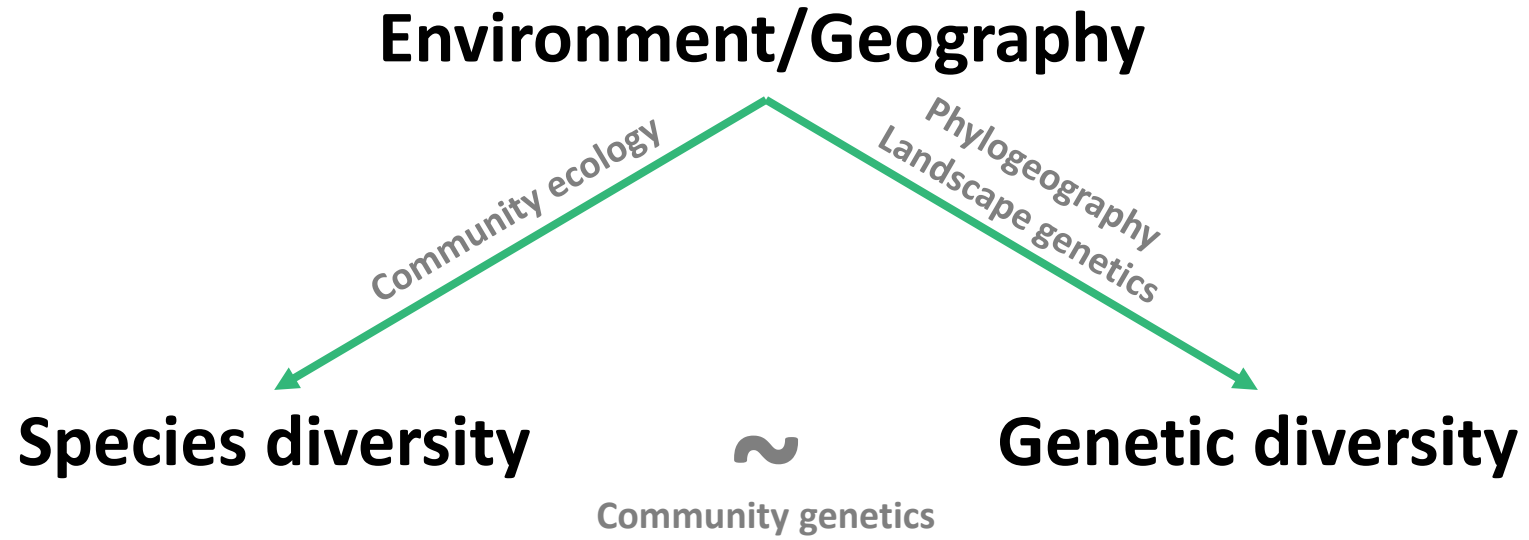 Environment/Geography
Community ecology
Phylogeography
Landscape genetics
Species diversity
~
Genetic diversity
Community genetics